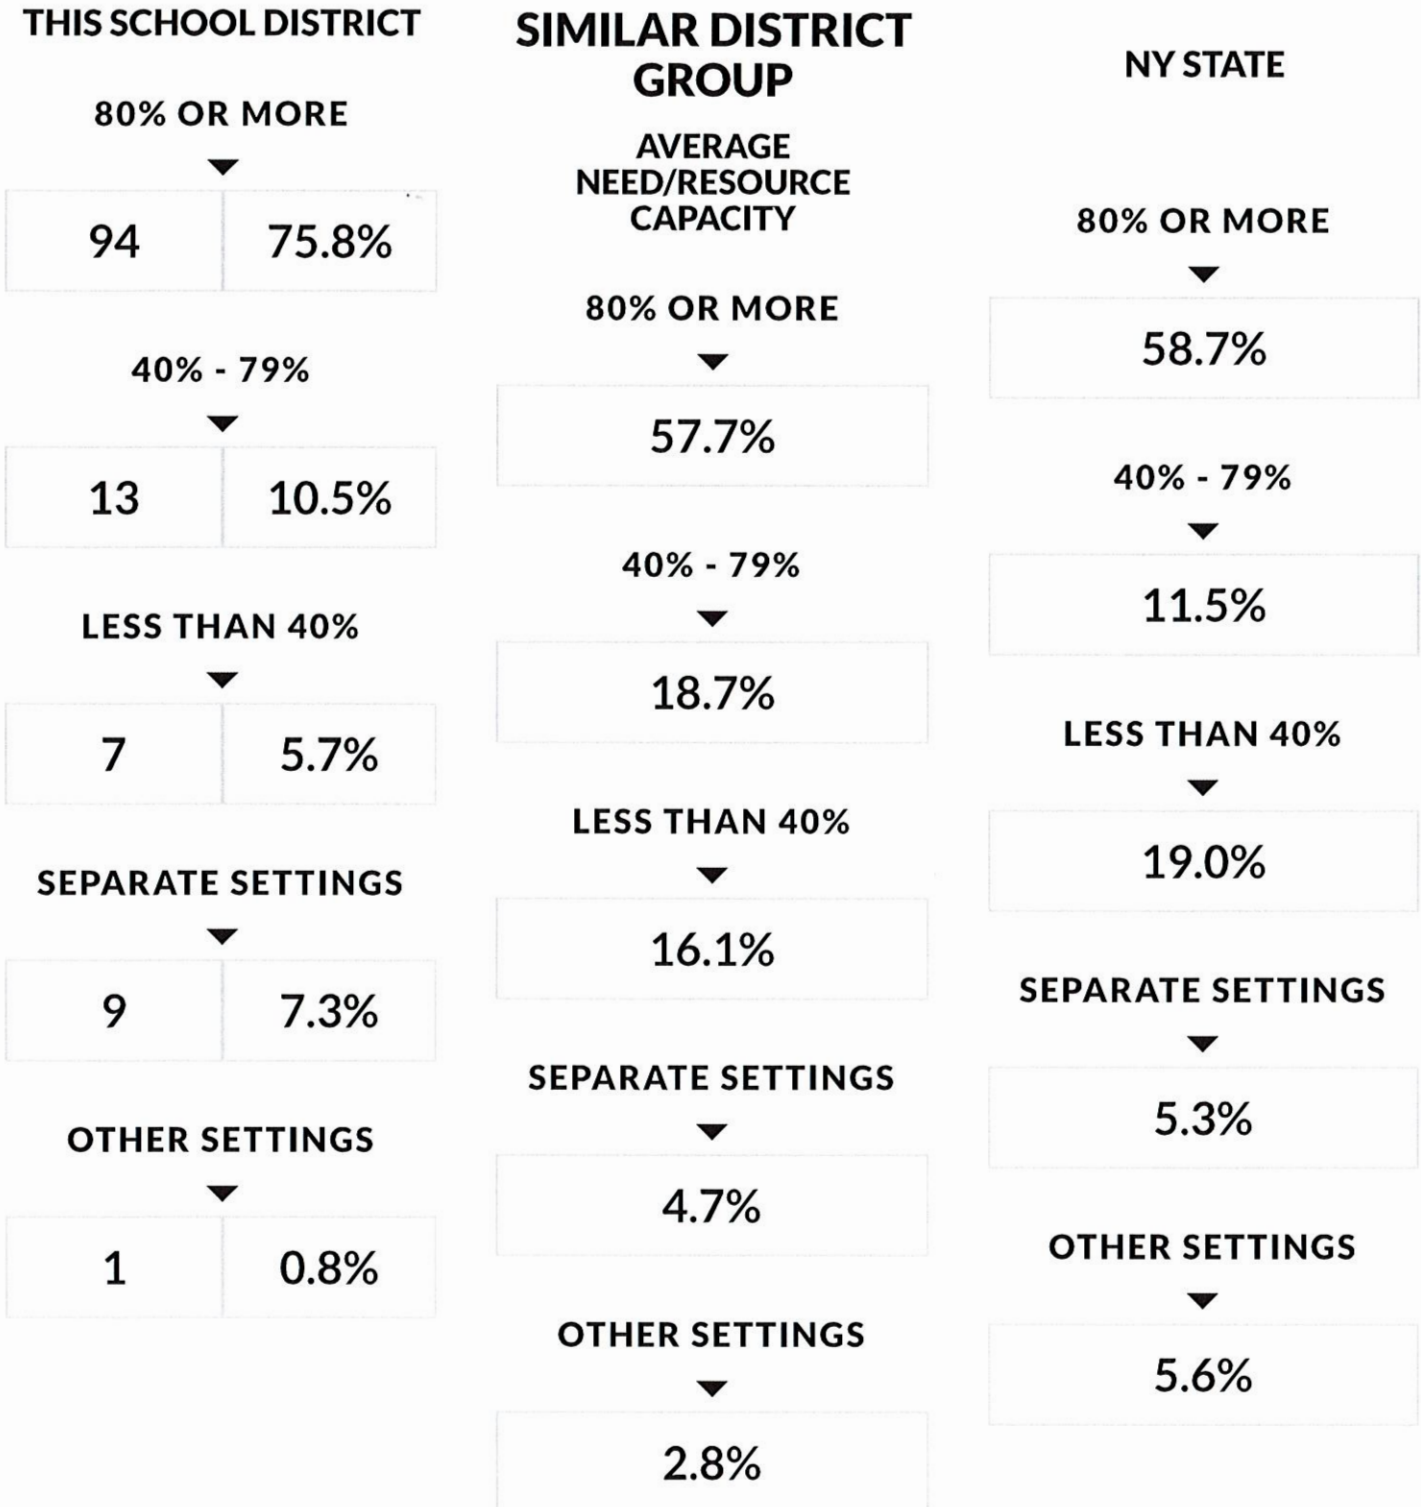 THIS SCHOOL DISTRICT
80% OR MORE
94 75.8%
40% - 79%
13 10.5%
LESS THAN 40%
7 5.7%
SEPARATE SETTINGS
9 7.3%
OTHER SETTINGS
1 0.8%
SIMILAR DISTRICT
GROUP
AVERAGE
NEED/RESOURCE
CAPACITY
80% OR MORE
57.7%
40% - 79%
18.7%
LESS THAN 40%
16.1%
SEPARATE SETTINGS
4.7%
OTHER SETTINGS
2.8%
NY STATE
80% OR MORE
58.7%
40% - 79%
11.5%
LESS THAN 40%
19.0%
SEPARATE SETTINGS
5.3%
OTHER SETTINGS
5.6%